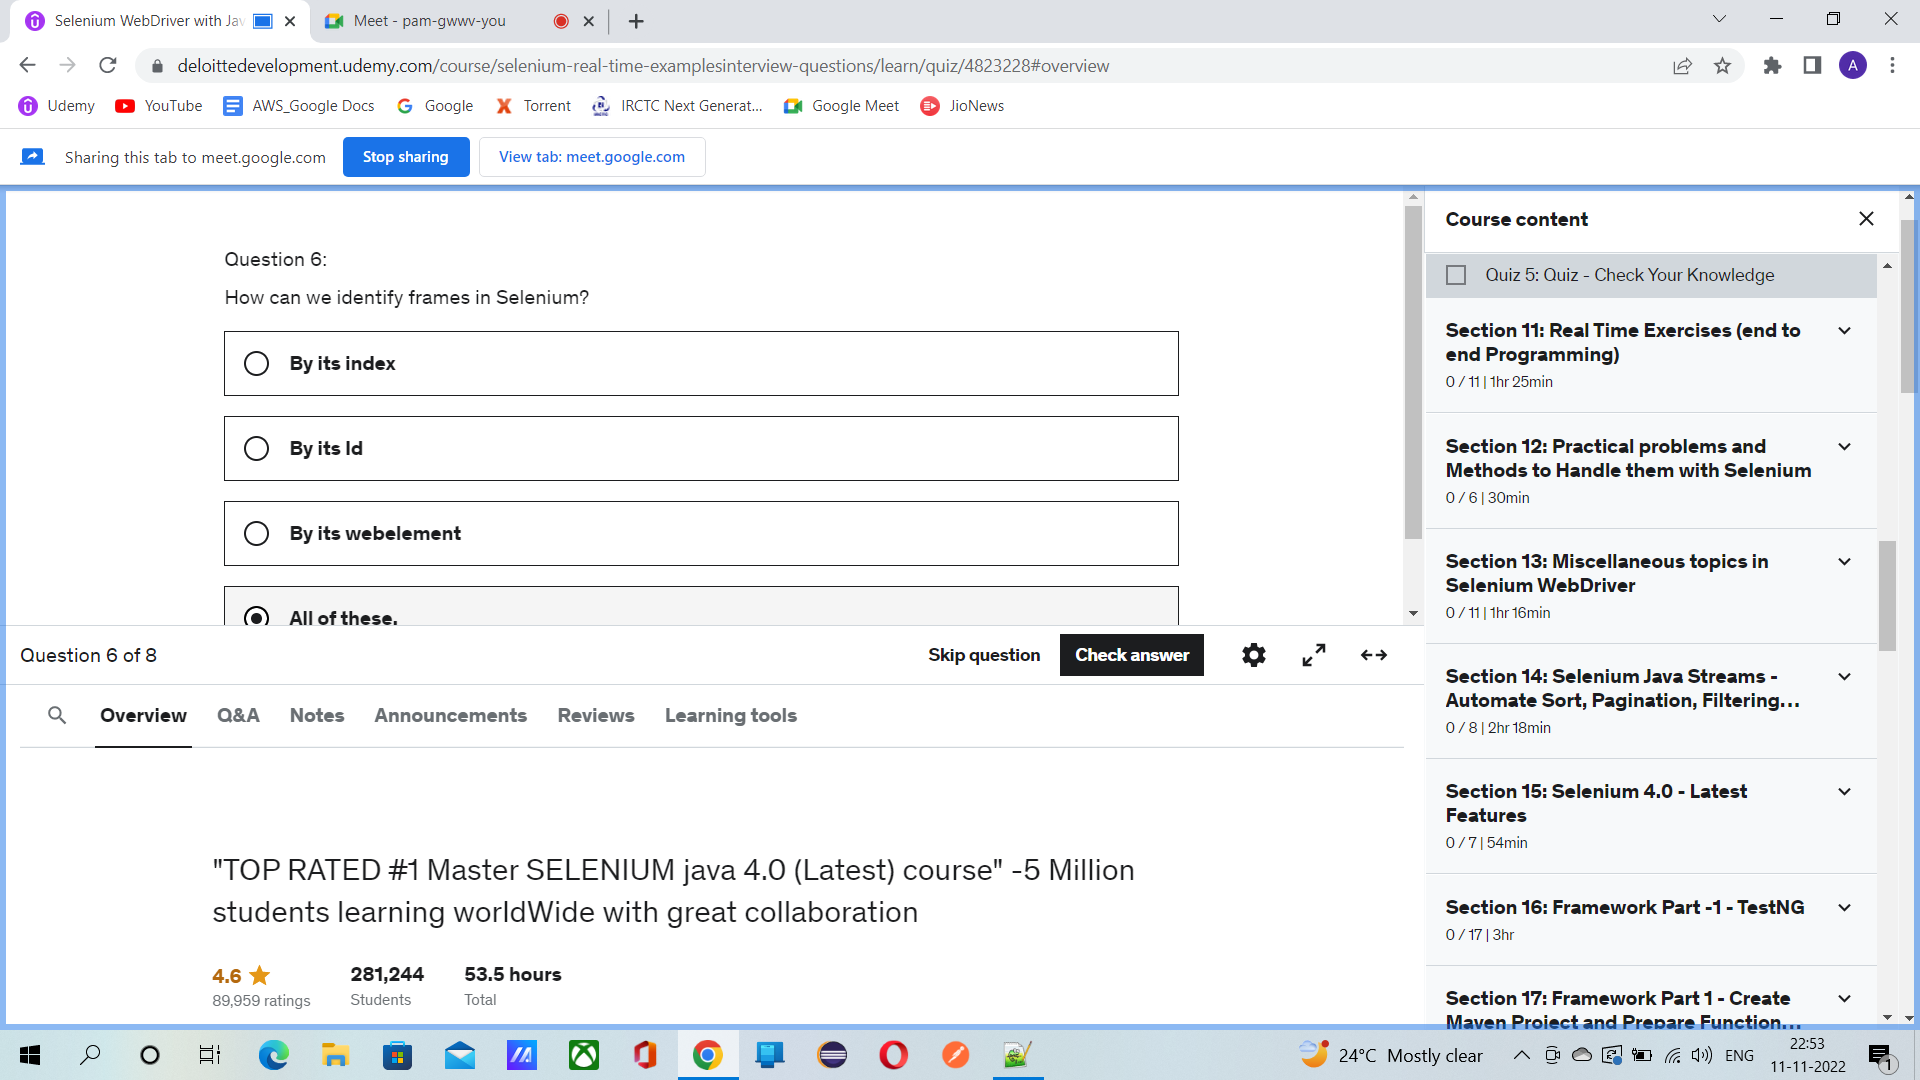 Selenium WebDriver with Jav
Meet - pam-gwwv-you
deloittedevelopment.udemy.com/course/selenium-real-time-examplesinterview-questions/learn/quiz/4823228#overview
A
Udemy
YouTube
AWS_Google Docs
Google
Torrent
IRCTC Next Generat...
Google Meet
JioNews
Sharing this tab to meet.google.com
Stop sharing
View tab: meet.google.com
Question 6:
How can we identify frames in Selenium?
By its index
By its Id
By its webelement
All of these.
Question 6 of 8
Skip question
Check answer
Overview
Q&A
Notes
Announcements
Reviews
Learning tools
"TOP RATED #1 Master SELENIUM java 4.0 (Latest) course" -5 Million
students learning worldWide with great collaboration
4.6
89,959 ratings
281,244
Students
53.5 hours
Total
Course content
Quiz 5: Quiz - Check Your Knowledge
Section 11: Real Time Exercises (end to
end Programming)
0 / 11 | 1hr 25min
Section 12: Practical problems and
Methods to Handle them with Selenium
0 / 6 | 30min
Section 13: Miscellaneous topics in
Selenium WebDriver
0 / 11 | 1hr 16min
Section 14: Selenium Java Streams -
Automate Sort, Pagination, Filtering...
0 / 8 | 2hr 18min
Section 15: Selenium 4.0 - Latest
Features
0 / 7 | 54min
Section 16: Framework Part -1 - TestNG
0 / 17 | 3hr
Section 17: Framework Part 1 - Create
Maven Project and Prepare Function...
24°C Mostly clear
ENG
22:53
11-11-2022
1